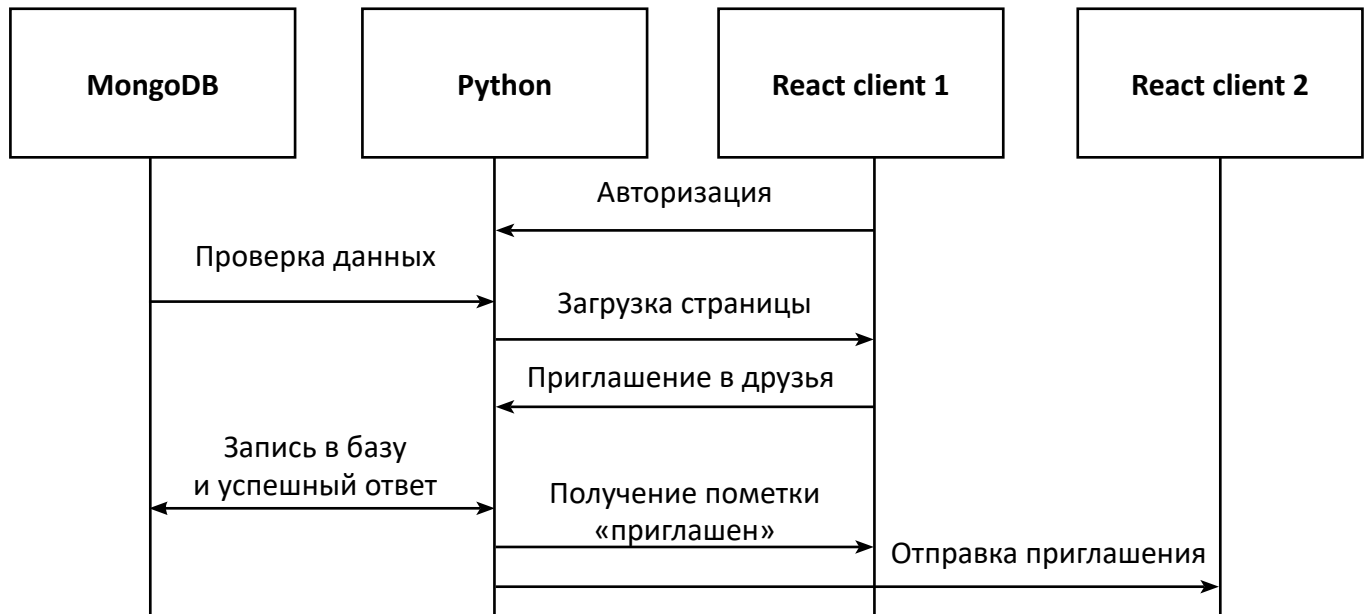 MongoDB
Python
React client 1
React client 2
Авторизация
Проверка данных
Загрузка страницы
Приглашение в друзья
Запись в базу
и успешный ответ
Получение пометки
«приглашен»
Отправка приглашения